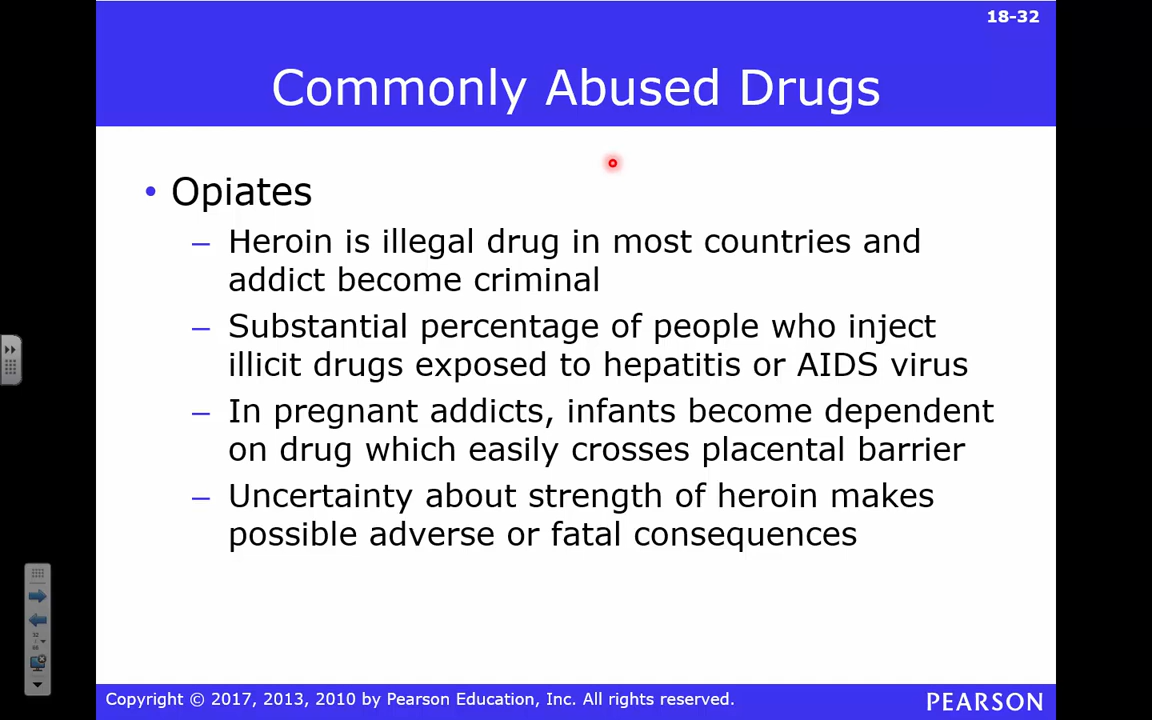 18-32
Commonly Abused Drugs
• Opiates
– Heroin is illegal drug in most countries and
addict become criminal
– Substantial percentage of people who inject
illicit drugs exposed to hepatitis or AIDS virus
– In pregnant addicts, infants become dependent
on drug which easily crosses placental barrier
– Uncertainty about strength of heroin makes
possible adverse or fatal consequences
Copyright © 2017, 2013, 2010 by Pearson Education, Inc. All rights reserved.
PEARSON